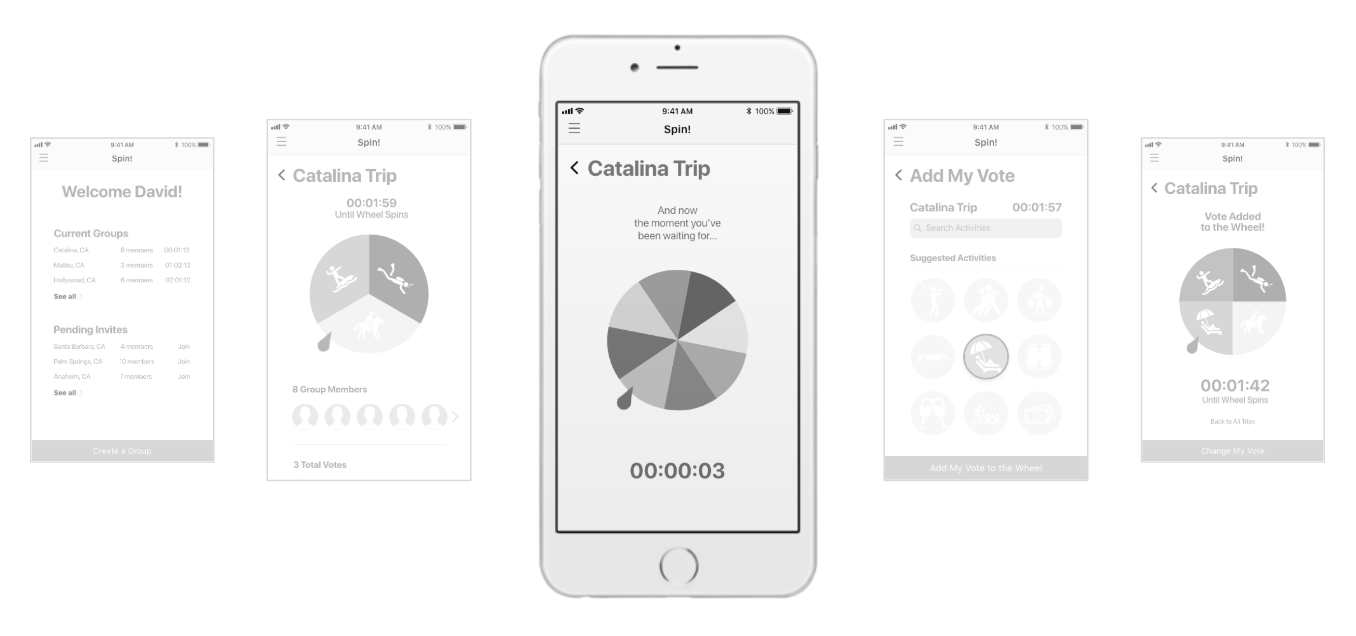 9:41 AM 100%
Spin!
Welcome David!
Current Groups
Catalina, CA 8 members 00:01:12
Malibu, CA 3 members 01:02:12
Hollywood, CA 6 members 02:01:12
See all
Pending Invites
Santa Barbara, CA 4 members Join
Palm Springs, CA 10 members Join
Anaheim, CA 7 members Join
See all
Create a Group
9:41 AM 100%
Spin!
Catalina Trip
00:01:59
Until Wheel Spins
8 Group Members
3 Total Votes
9:41 AM 100%
Spin!
Catalina Trip
And now
the moment you've
been waiting for...
00:00:03
9:41 AM 100%
Spin!
Add My Vote
Catalina Trip 00:01:57
Search Activities
Suggested Activities
Add My Vote to the Wheel
9:41 AM 100%
Spin!
Catalina Trip
Vote Added
to the Wheel!
00:01:42
Until Wheel Spins
Back to All Trips
Change My Vote